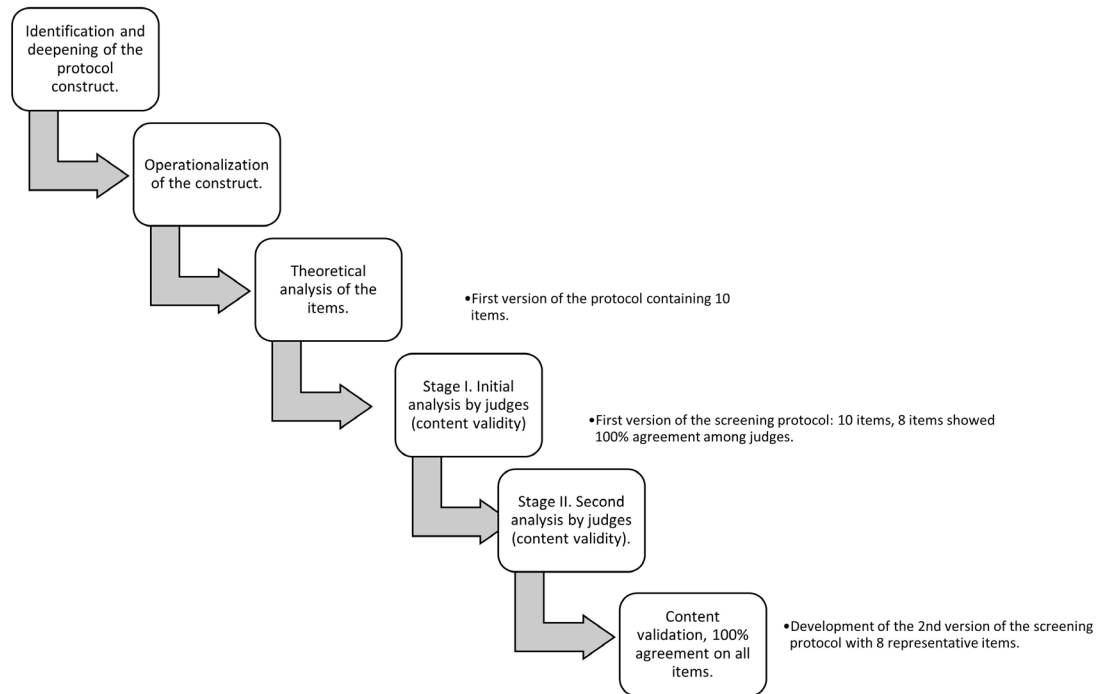 Identification and
deepening of the
protocol
construct.
Operationalization
of the construct.
Theoretical
analysis of the
items.
•First version of the protocol containing 10
items.
Stage I. Initial
analysis by judges
(content validity)
•First version of the screening protocol: 10 items, 8 items showed
100% agreement among judges.
Stage II. Second
analysis by judges
(content validity).
Content
validation, 100%
agreement on all
items.
•Development of the 2nd version of the screening
protocol with 8 representative items.